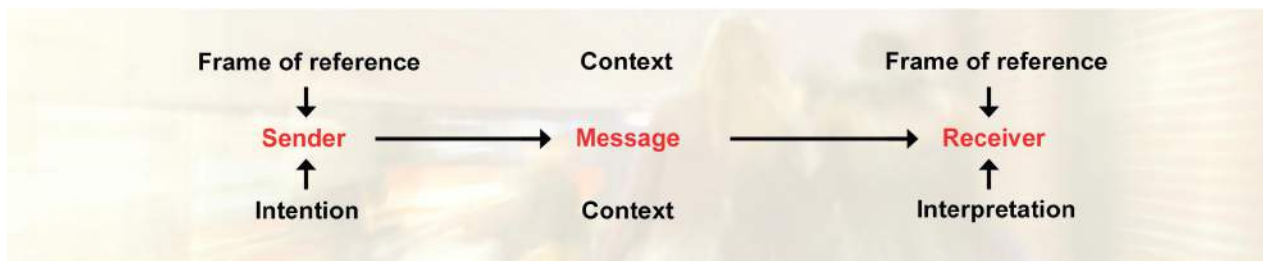 Frame of reference Context Frame of reference
Sender Message Receiver
Intention Context Interpretation